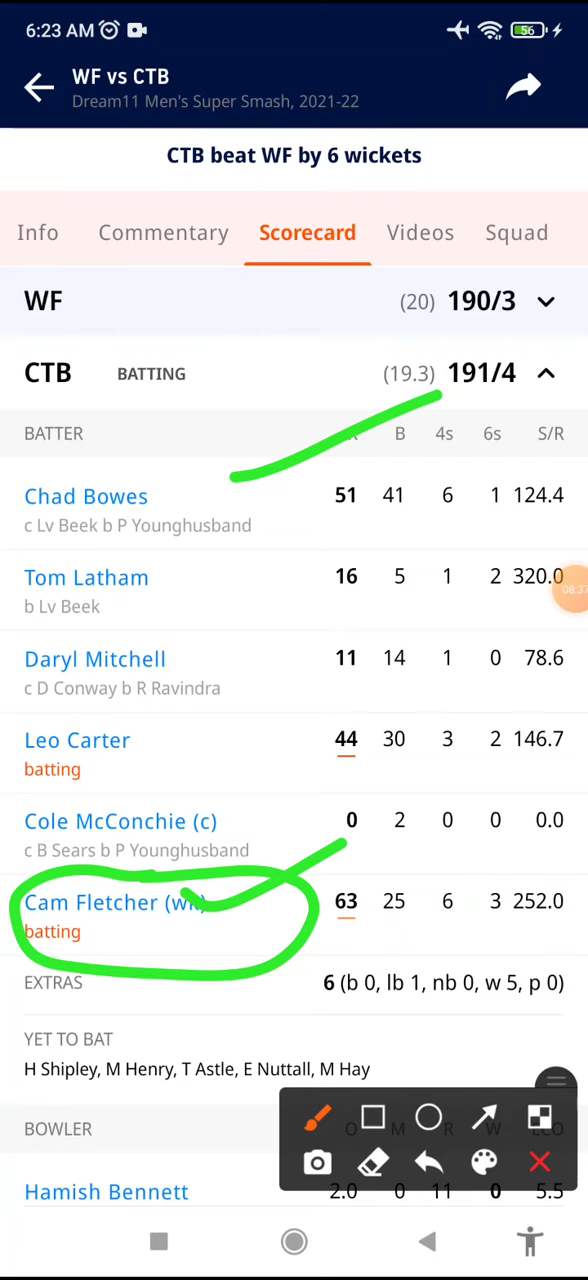 6:23 AM 56
WF vs CTB
Dream11 Men's Super Smash, 2021-22
CTB beat WF by 6 wickets
Info Commentary Scorecard Videos Squad
WF (20) 190/3
CTB BATTING (19.3) 191/4
BATTER B 4s 6s S/R
Chad Bowes 51 41 6 1 124.4
c Lv Beek b P Younghusband
Tom Latham 16 5 1 2 320.0
b Lv Beek
08:37
Daryl Mitchell 11 14 1 0 78.6
c D Conway b R Ravindra
Leo Carter 44 30 3 2 146.7
batting
Cole McConchie (c) 0 2 0 0 0.0
c B Sears b P Younghusband
Cam Fletcher (wk) 63 25 6 3 252.0
batting
EXTRAS 6 (b 0, lb 1, nb 0, w 5, p 0)
YET TO BAT
H Shipley, M Henry, T Astle, E Nuttall, M Hay
BOWLER O M R W ECO
Hamish Bennett 2.0 0 11 0 5.5